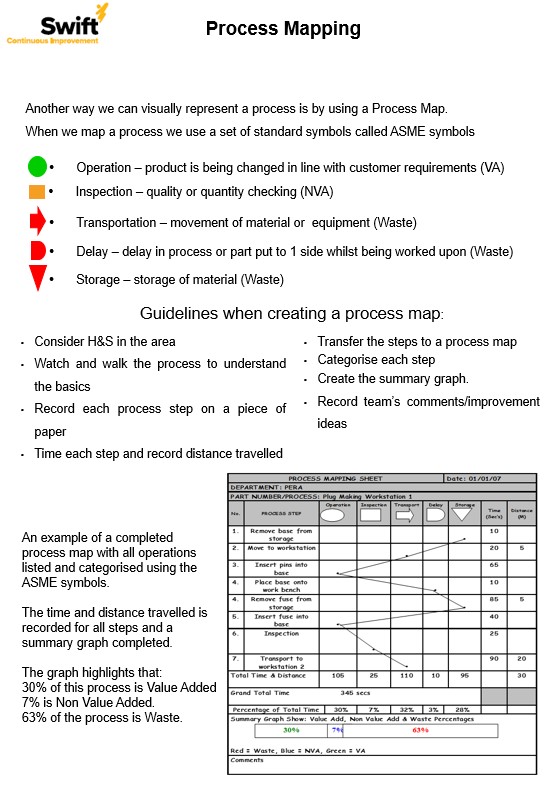 Swift
Continuous Improvement
Process Mapping
Another way we can visually represent a process is by using a Process Map.
When we map a process we use a set of standard symbols called ASME symbols
• Operation – product is being changed in line with customer requirements (VA)
• Inspection – quality or quantity checking (NVA)
• Transportation – movement of material or equipment (Waste)
• Delay – delay in process or part put to 1 side whilst being worked upon (Waste)
• Storage – storage of material (Waste)
Guidelines when creating a process map:
• Consider H&S in the area
• Watch and walk the process to understand
the basics
• Record each process step on a piece of
paper
• Time each step and record distance travelled
• Transfer the steps to a process map
• Categorise each step
• Create the summary graph.
• Record team's comments/improvement
ideas
An example of a completed
process map with all operations
listed and categorised using the
ASME symbols.
The time and distance travelled is
recorded for all steps and a
summary graph completed.
The graph highlights that:
30% of this process is Value Added
7% is Non Value Added.
63% of the process is Waste.
PROCESS MAPPING SHEET Date: 01/01/07
DEPARTMENT: PERA
PART NUMBER/PROCESS: Plug Making Workstation 1
No. PROCESS STEP Operation Inspection Transport Delay Storage Time (Sec's) Distance (M)
1. Remove base from storage 10
2. Move to workstation 20 5
3. Insert pins into base 65
4. Place base onto work bench 10
4. Remove fuse from storage 85 5
5. Insert fuse into base 40
6. Inspection 25
7. Transport to workstation 2 90 20
Total Time & Distance 105 25 110 10 95 30
Grand Total Time 345 secs
Percentage of Total Time 30% 7% 32% 3% 28%
Summary Graph Show: Value Add, Non Value Add & Waste Percentages
30% 7% 63%
Red = Waste, Blue = NVA, Green = VA
Comments